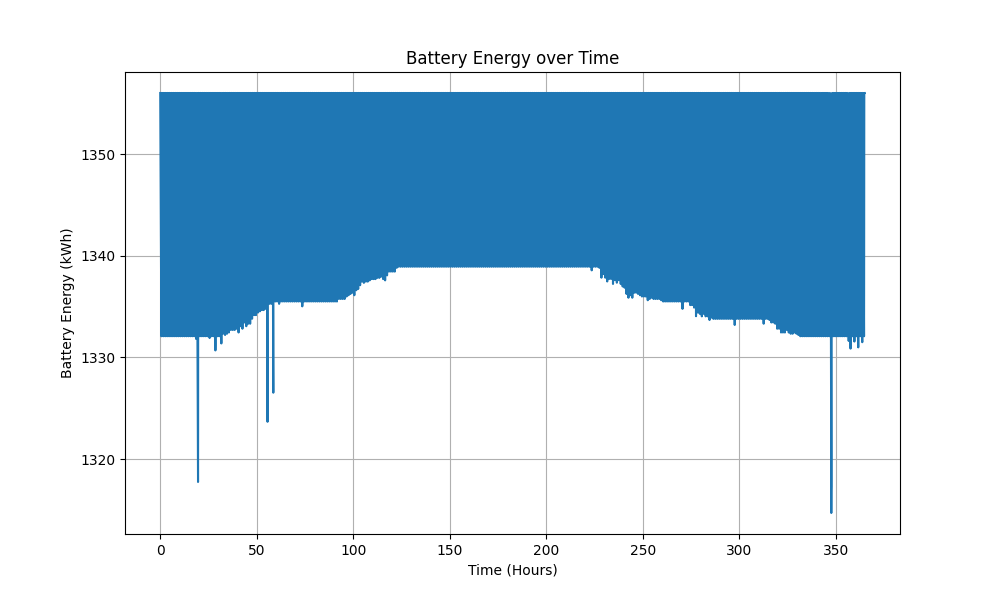 Battery Energy over Time
Battery Energy (kWh)
1350
1340
1330
1320
0 50 100 150 200 250 300 350
Time (Hours)